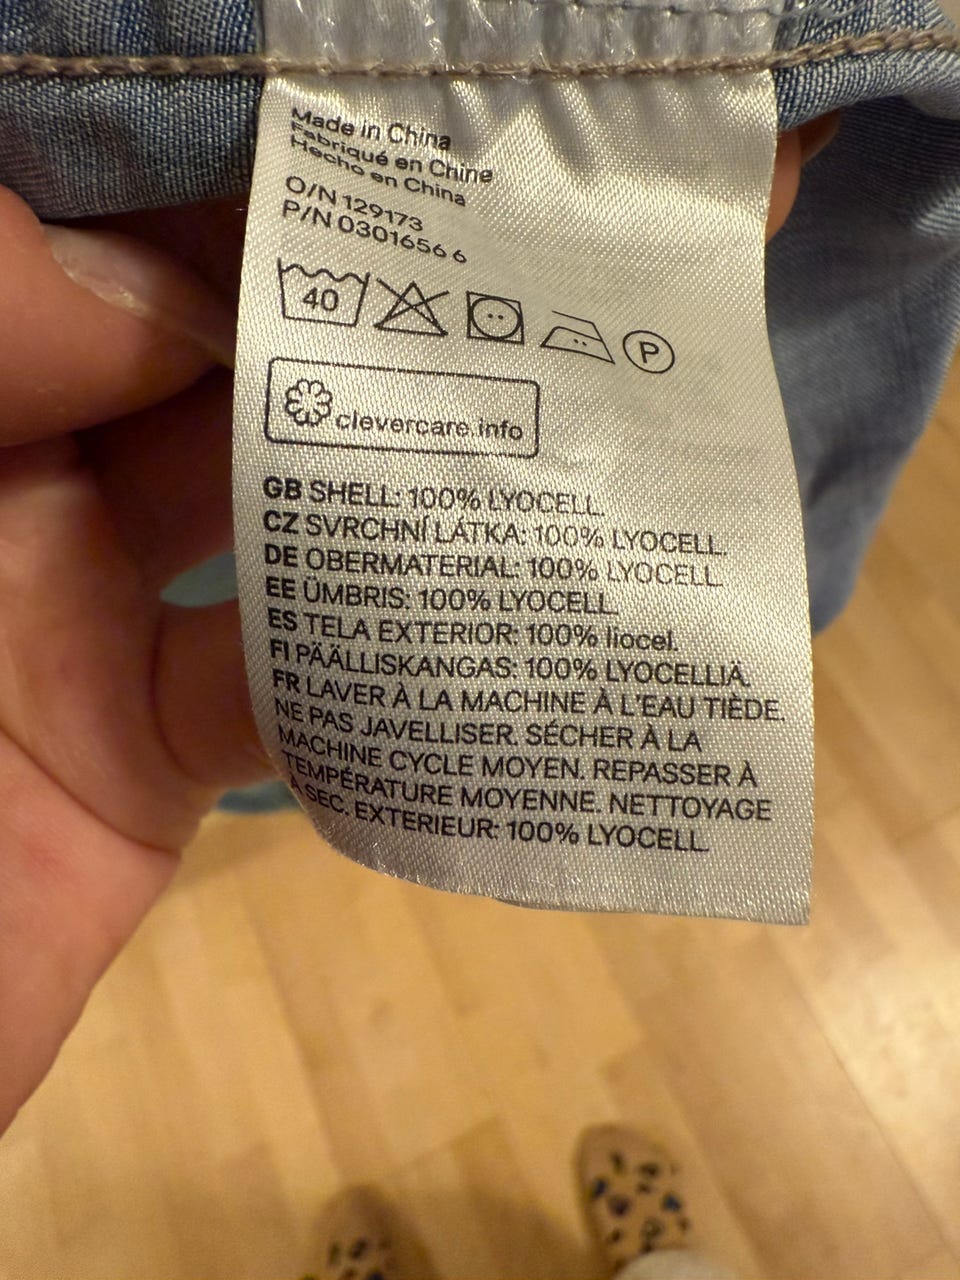 Made in China
Fabriqué en Chine
Hecho en China
O/N 129173
P/N 0301656 6
40
P
clevercare.info
GB SHELL: 100% LYOCELL.
CZ SVRCHNÍ LÁTKA: 100% LYOCELL.
DE OBERMATERIAL: 100% LYOCELL.
EE ÜMBRIS: 100% LYOCELL.
ES TELA EXTERIOR: 100% liocel.
FI PÄÄLLISKANGAS: 100% LYOCELLIÄ.
FR LAVER À LA MACHINE À L'EAU TIÈDE.
NE PAS JAVELLISER. SÉCHER À LA
MACHINE CYCLE MOYEN. REPASSER À
TEMPÉRATURE MOYENNE. NETTOYAGE
À SEC. EXTERIEUR: 100% LYOCELL.